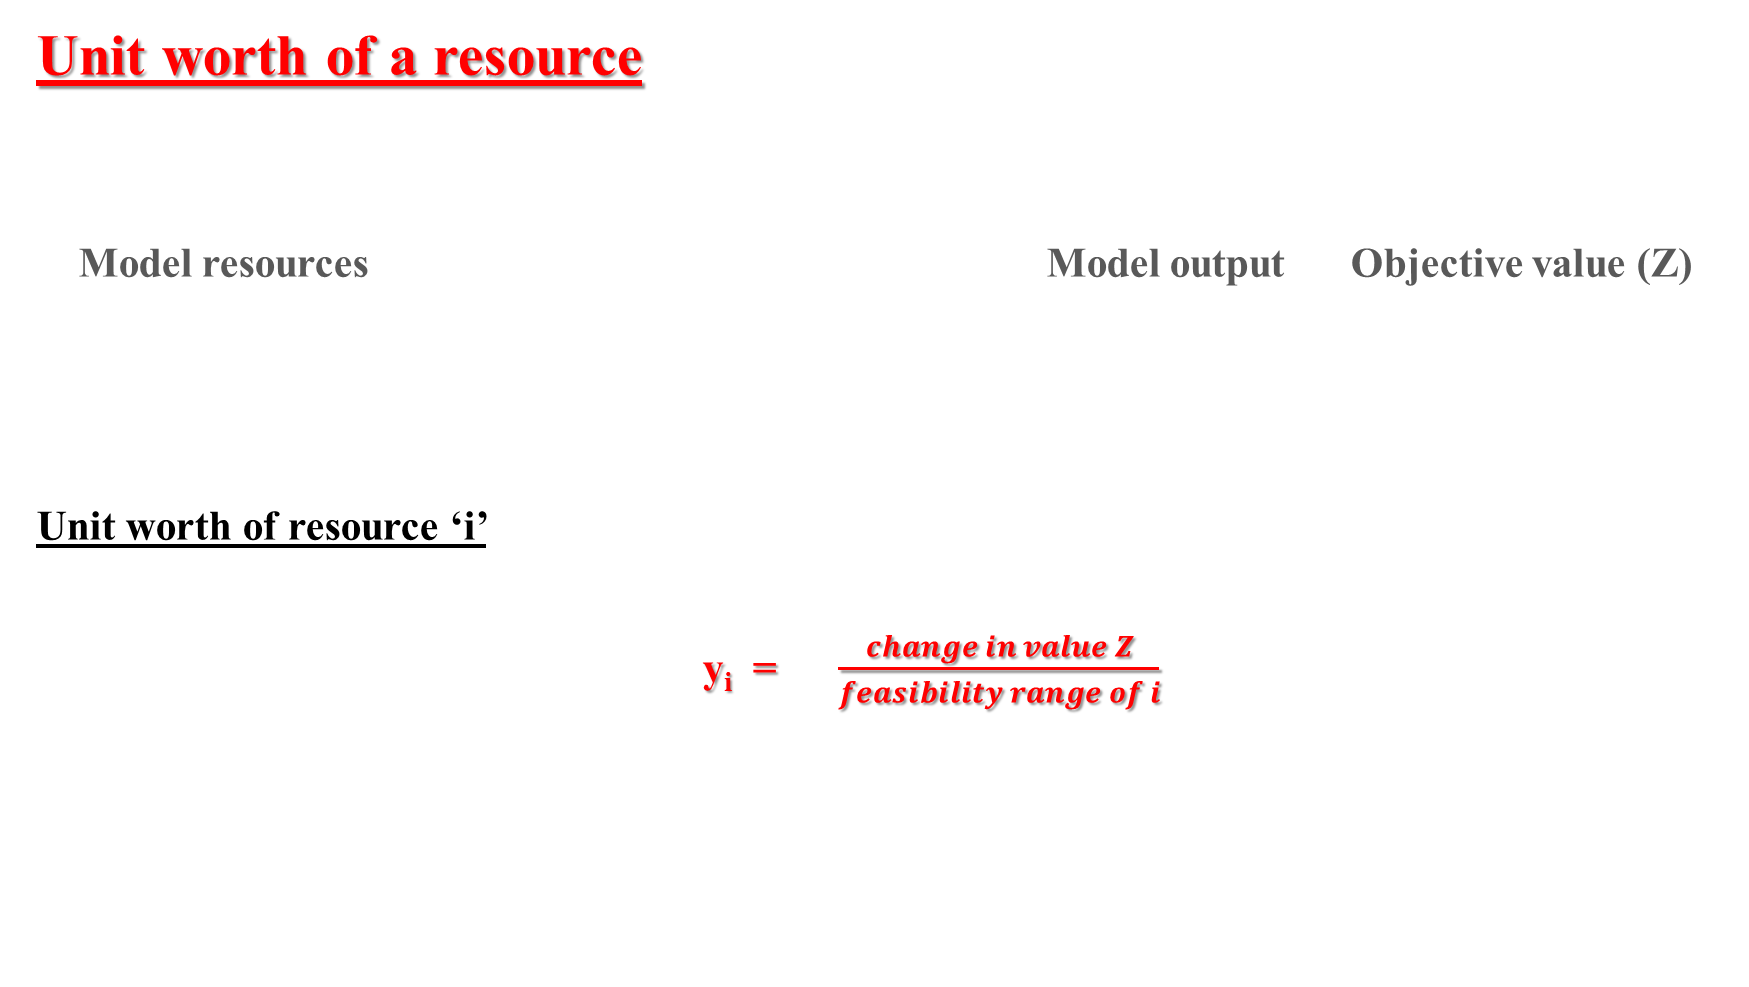 Unit worth of a resource
Model resources
Model output
Objective value (Z)
Unit worth of resource ‘i’
yᵢ = change in value Z
feasibility range of i